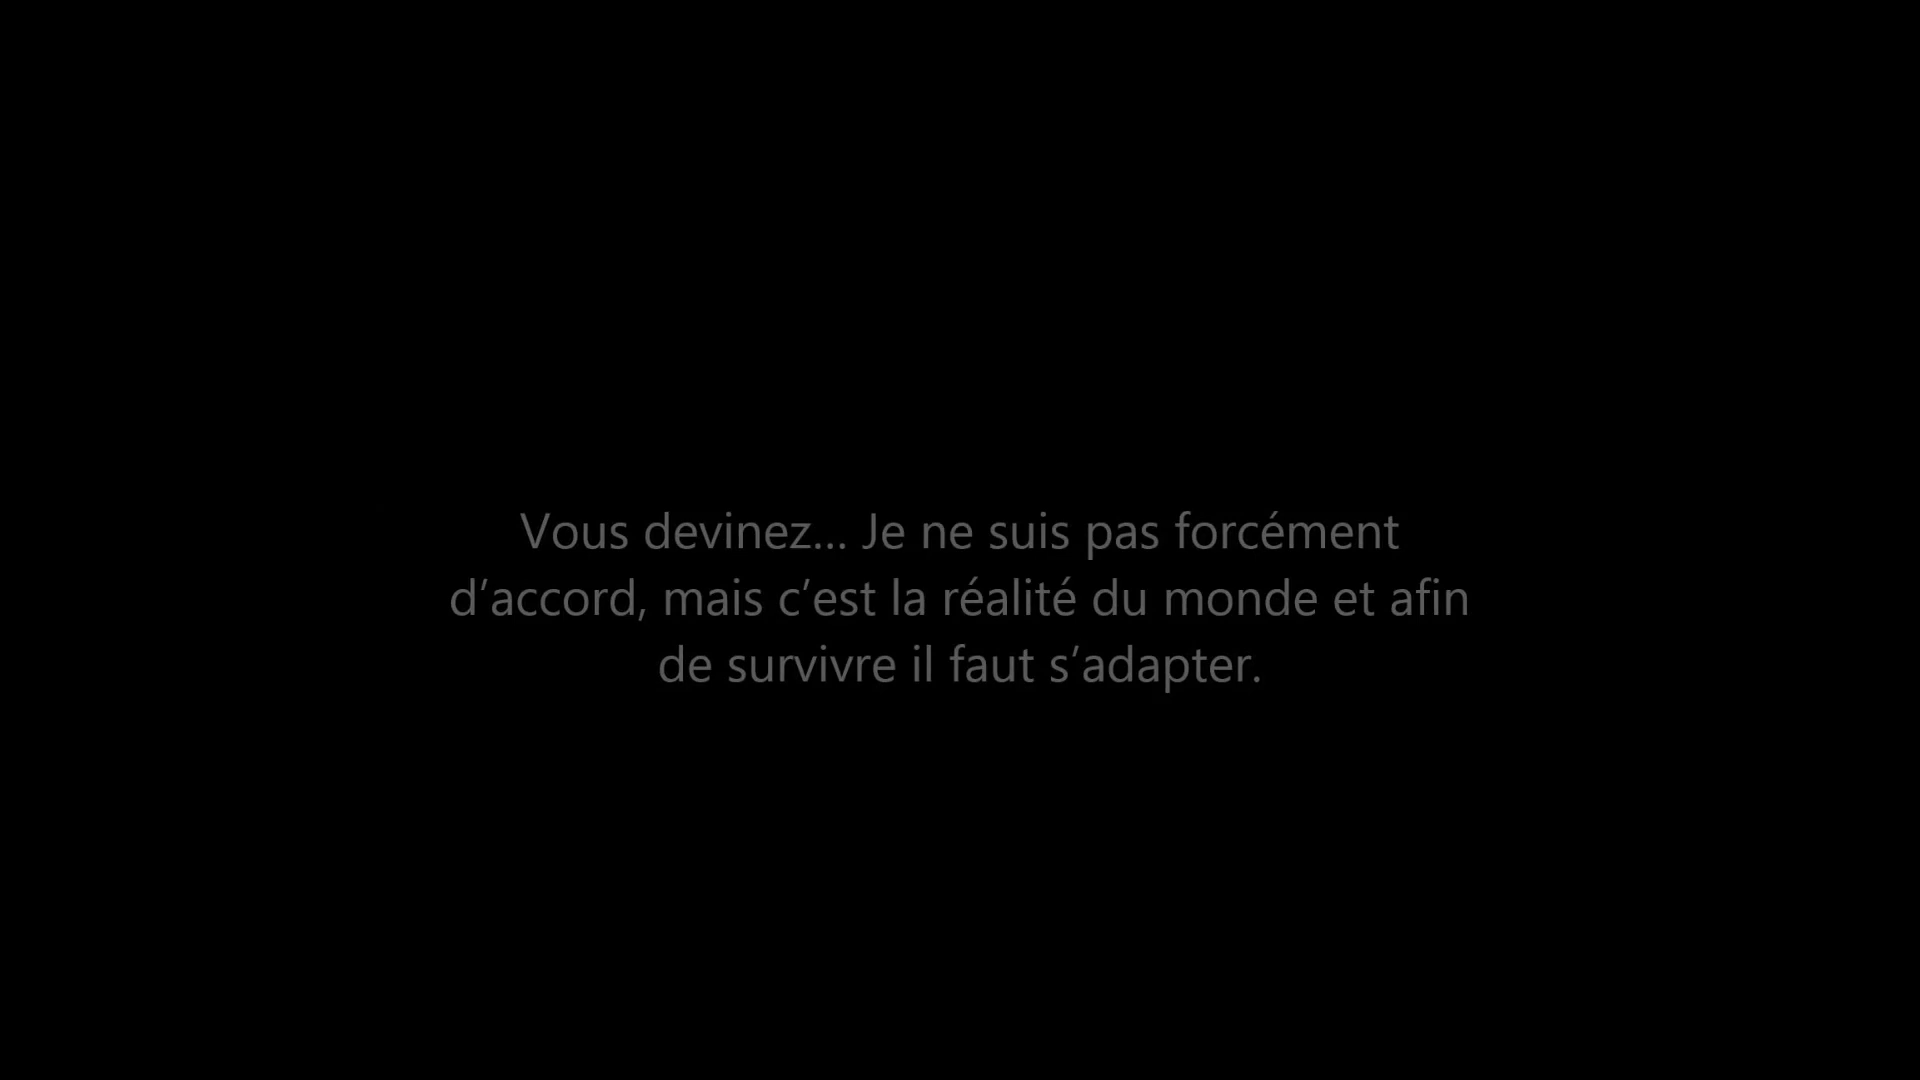 Vous devinez... Je ne suis pas forcément
d’accord, mais c’est la réalité du monde et afin
de survivre il faut s’adapter.